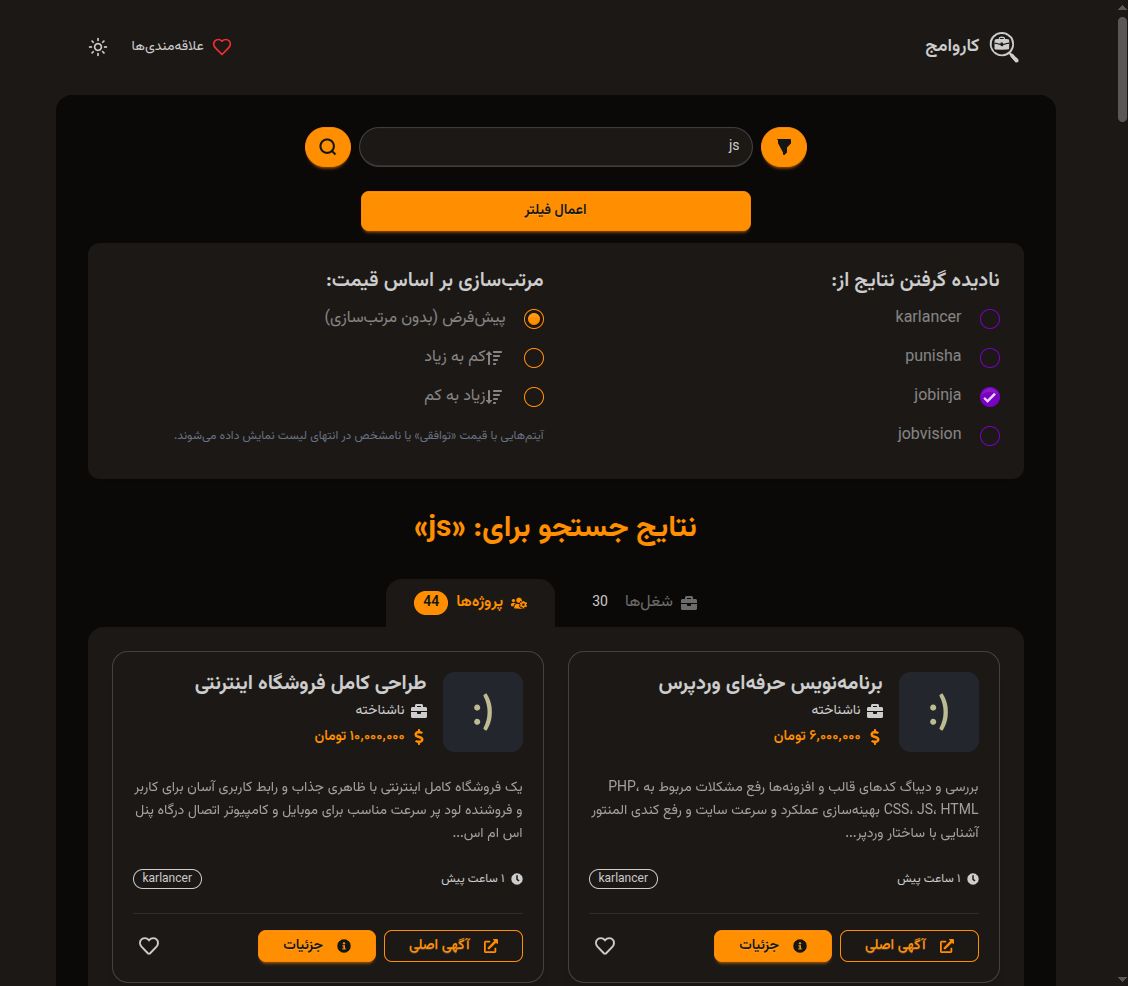 کاروامج
علاقه‌مندی‌ها
js
اعمال فیلتر
نادیده گرفتن نتایج از:
karlancer
punisha
jobinja
jobvision
مرتب‌سازی بر اساس قیمت:
پیش‌فرض (بدون مرتب‌سازی)
کم به زیاد
زیاد به کم
آیتم‌هایی با قیمت «توافقی» یا نامشخص در انتهای لیست نمایش داده می‌شوند.
نتایج جستجو برای: «js»
شغل‌ها 30
پروژه‌ها 44
برنامه‌نویس حرفه‌ای وردپرس
ناشناخته
۶,۰۰۰,۰۰۰ تومان
:)
بررسی و دیباگ کدهای قالب و افزونه‌ها رفع مشکلات مربوط به PHP،
CSS، JS، HTML بهینه‌سازی عملکرد و سرعت سایت و رفع کندی المنتور
آشنایی با ساختار وردپر...
۱ ساعت پیش
karlancer
آگهی اصلی
جزئیات
طراحی کامل فروشگاه اینترنتی
ناشناخته
۱۰,۰۰۰,۰۰۰ تومان
:)
یک فروشگاه کامل اینترنتی با ظاهری جذاب و رابط کاربری آسان برای کاربر
و فروشنده لود پر سرعت مناسب برای موبایل و کامپیوتر اتصال درگاه پنل
اس ام اس...
۱ ساعت پیش
karlancer
آگهی اصلی
جزئیات